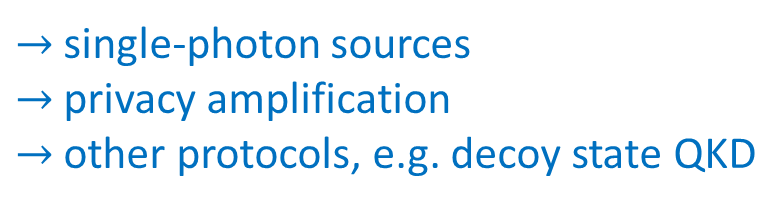 → single-photon sources
→ privacy amplification
→ other protocols, e.g. decoy state QKD